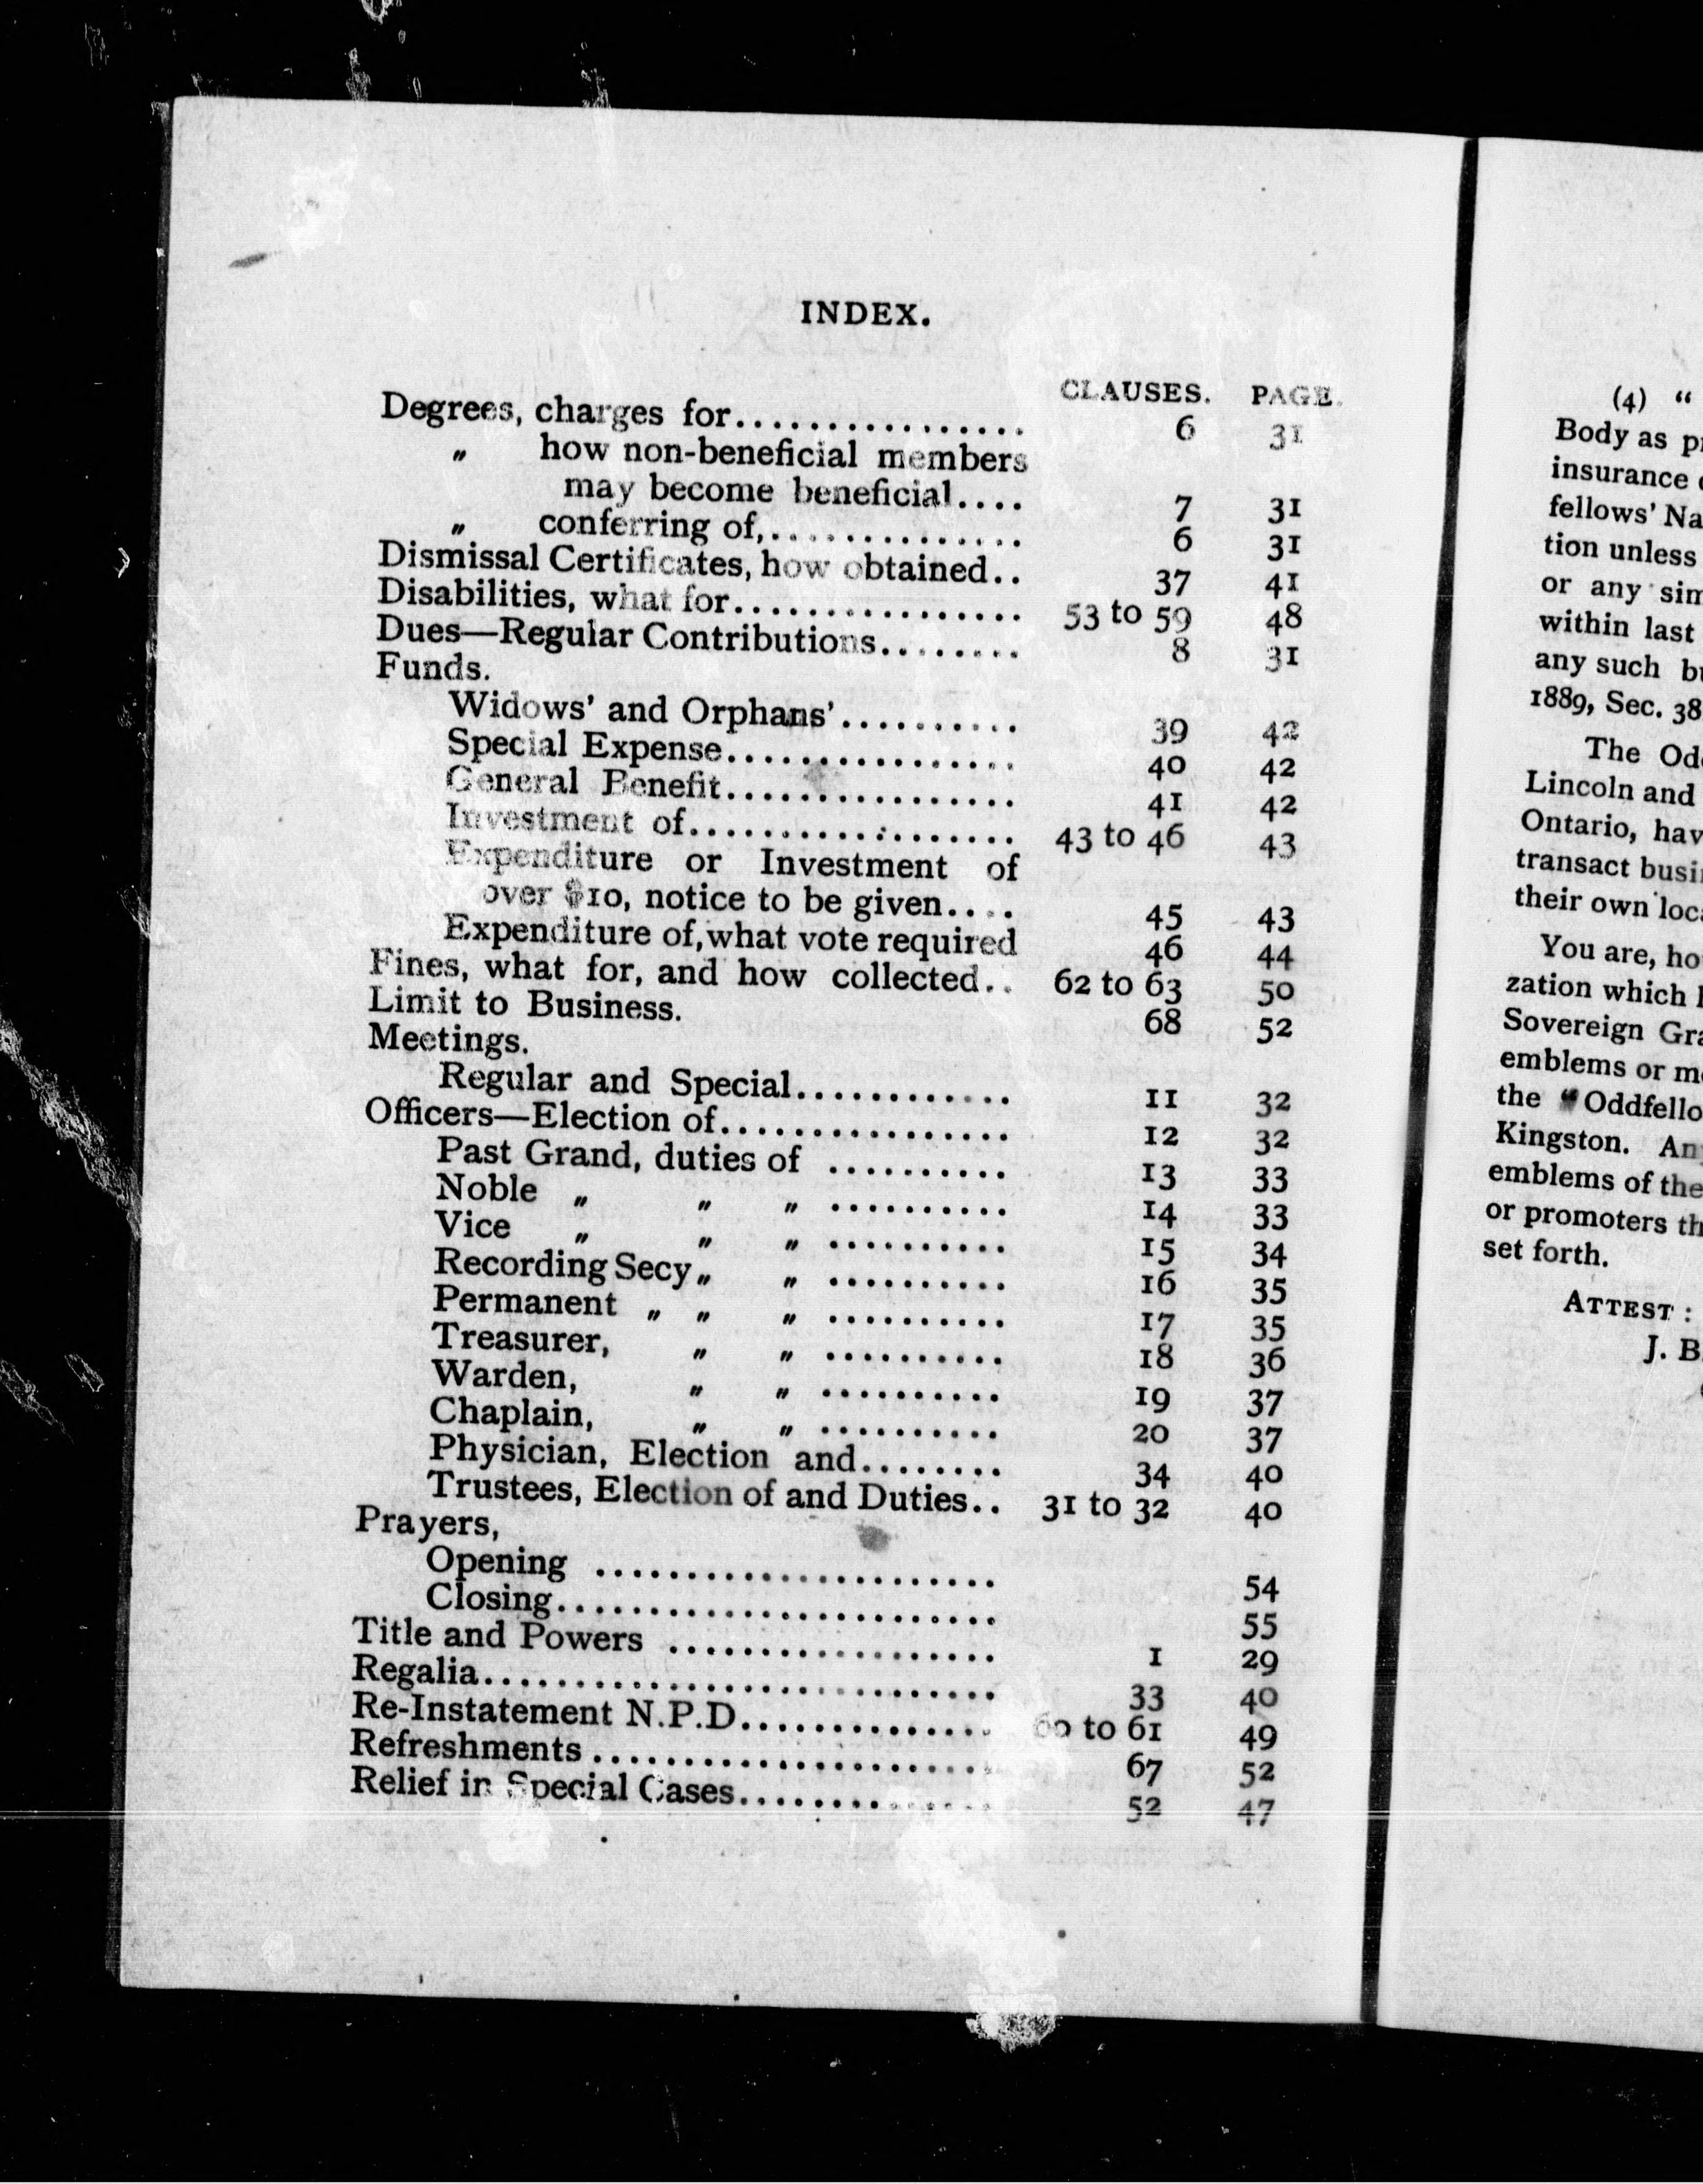 INDEX.
CLAUSES. PAGE.
Degrees, charges for................. 6 31
„ how non-beneficial members
may become beneficial.... 7 31
„ conferring of,............... 6 31
Dismissal Certificates, how obtained.. 37 41
Disabilities, what for................ 53 to 59 48
Dues—Regular Contributions........ 8 31
Funds.
Widows' and Orphans'.......... 39 42
Special Expense................ 40 42
General Benefit................ 41 42
Investment of.................. 43 to 46 43
Expenditure or Investment of
over $10, notice to be given.... 45 43
Expenditure of, what vote required 46 44
Fines, what for, and how collected.. 62 to 63 50
Limit to Business. 68 52
Meetings.
Regular and Special............ 11 32
Officers—Election of................ 12 32
Past Grand, duties of .......... 13 33
Noble „ „ „ .......... 14 33
Vice „ „ „ .......... 15 34
Recording Secy „ „ .......... 16 35
Permanent „ „ „ .......... 17 35
Treasurer, „ „ .......... 18 36
Warden, „ „ .......... 19 37
Chaplain, „ „ .......... 20 37
Physician, Election and........ 34 40
Trustees, Election of and Duties.. 31 to 32 40
Prayers,
Opening ...................... 54
Closing........................ 55
Title and Powers .................. 1 29
Regalia............................ 33 40
Re-Instatement N.P.D.............. 60 to 61 49
Refreshments ...................... 67 52
Relief in Special Cases.............. 52 47
(4) "
Body as
insurance
fellows' Na
tion unless
or any sim
within last
any such
1889, Sec. 38
The Od
Lincoln and
Ontario, hav
transact busi
their own loc
You are, ho
zation which
Sovereign Gra
emblems or m
the "Oddfello
Kingston. An
emblems of the
or promoters th
set forth.
ATTEST :
J. B